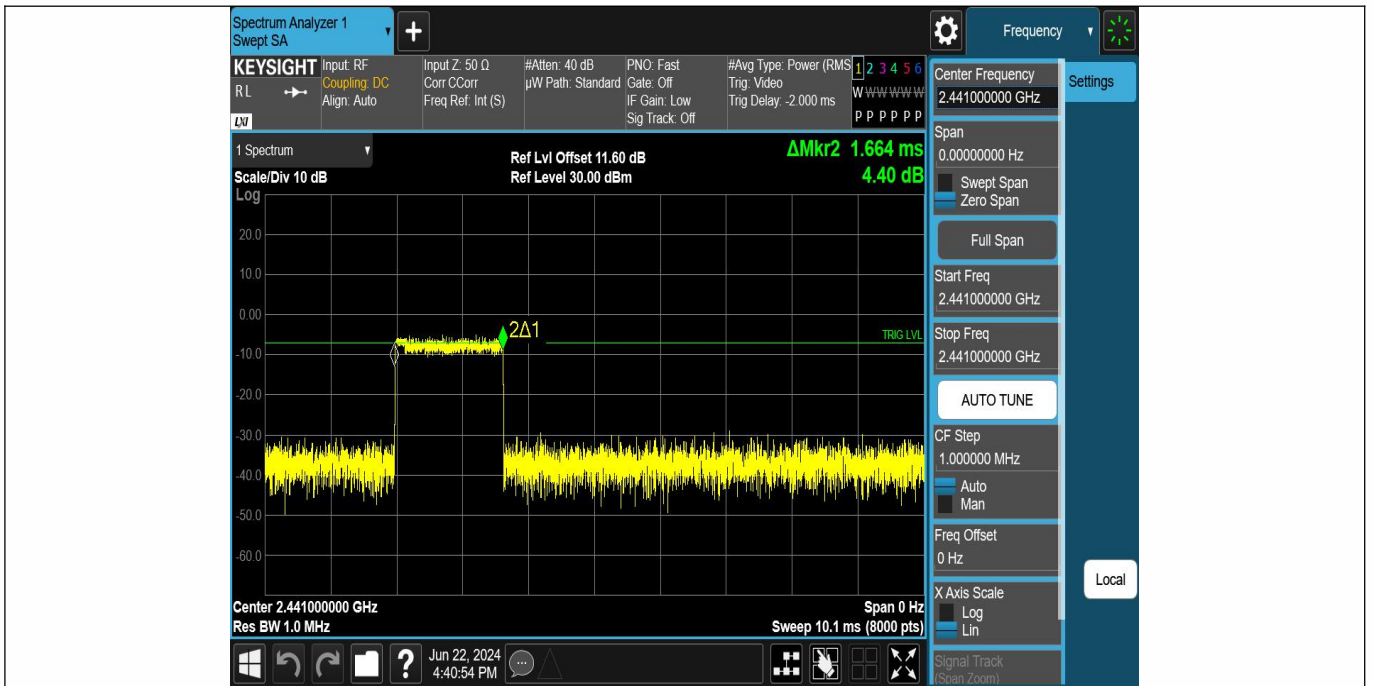 Spectrum Analyzer 1
Swept SA
+
Frequency
KEYSIGHT
RL
LXI
Input: RF
Coupling: DC
Align: Auto
Input Z: 50 Ω
Corr CCorr
Freq Ref: Int (S)
#Atten: 40 dB
µW Path: Standard
PNO: Fast
Gate: Off
IF Gain: Low
Sig Track: Off
#Avg Type: Power (RMS
Trig: Video
Trig Delay: -2.000 ms
1 2 3 4 5 6
W W W W W W
P P P P P P
1 Spectrum
Scale/Div 10 dB
Log
Ref Lvl Offset 11.60 dB
Ref Level 30.00 dBm
ΔMkr2 1.664 ms
4.40 dB
20.0
10.0
0.00
-10.0
-20.0
-30.0
-40.0
-50.0
-60.0
2Δ1
TRIG LVL
Center 2.441000000 GHz
Res BW 1.0 MHz
Span 0 Hz
Sweep 10.1 ms (8000 pts)
Center Frequency
2.441000000 GHz
Settings
Span
0.00000000 Hz
Swept Span
Zero Span
Full Span
Start Freq
2.441000000 GHz
Stop Freq
2.441000000 GHz
AUTO TUNE
CF Step
1.000000 MHz
Auto
Man
Freq Offset
0 Hz
X Axis Scale
Log
Lin
Local
Signal Track
(Span Zoom)
?
Jun 22, 2024
4:40:54 PM